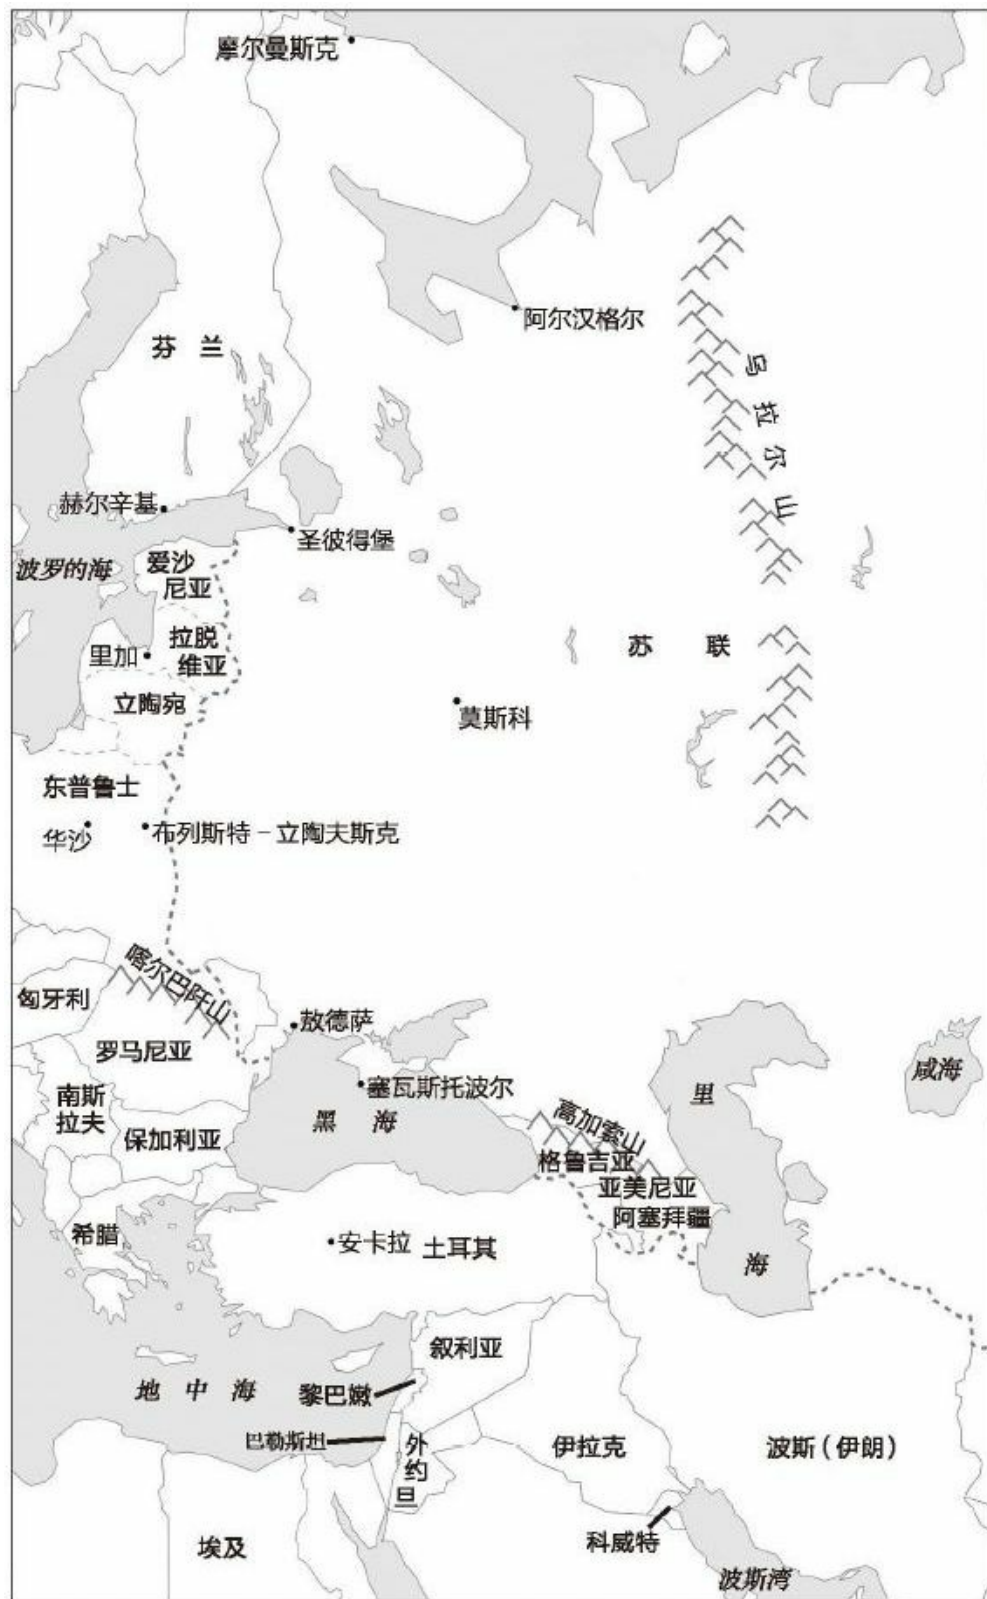 摩尔曼斯克
阿尔汉格尔
芬 兰
乌拉尔山
赫尔辛基
圣彼得堡
波罗的海
爱沙
尼亚
拉脱
维亚
里加
苏 联
立陶宛
莫斯科
东普鲁士
华沙
布列斯特－立陶夫斯克
喀尔巴阡山
匈牙利
敖德萨
罗马尼亚
咸海
南斯
拉夫
塞瓦斯托波尔
里
黑 海
高加索山
保加利亚
格鲁吉亚
亚美尼亚
阿塞拜疆
希腊
安卡拉
土耳其
海
叙利亚
地 中 海
黎巴嫩
巴勒斯坦
外
约
旦
伊拉克
波斯（伊朗）
科威特
埃及
波斯湾